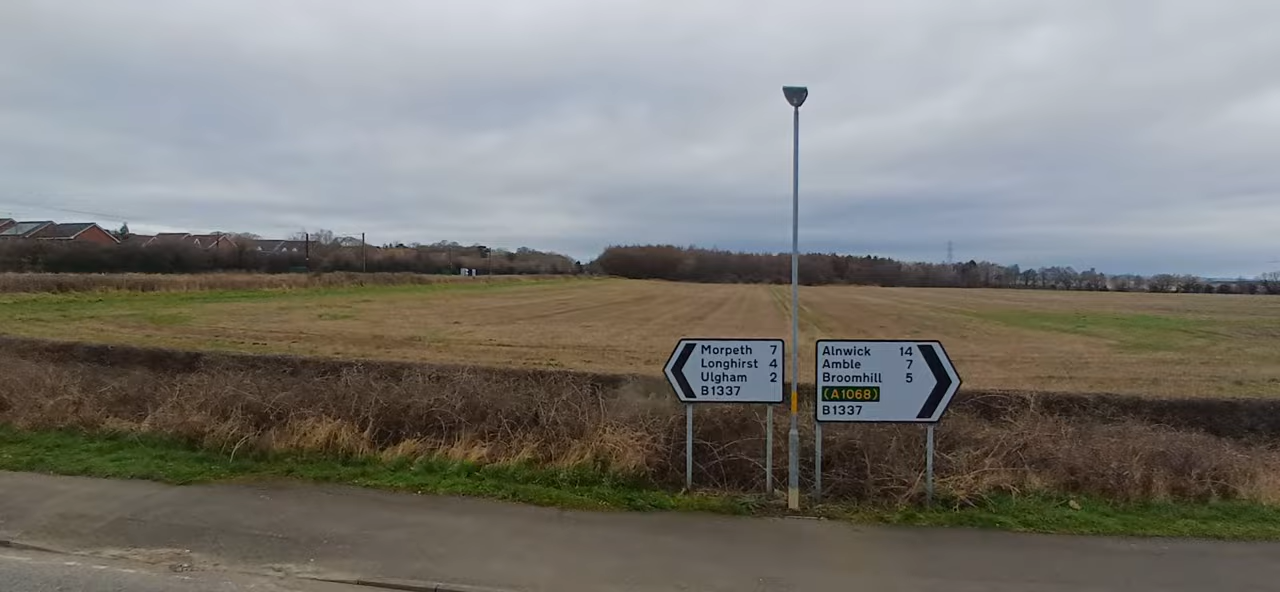 Morpeth 7
Longhirst 4
Ulgham 2
B1337
Alnwick 14
Amble 7
Broomhill 5
(A1068)
B1337